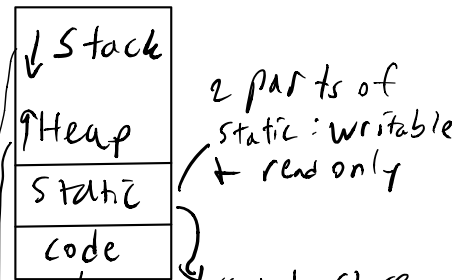 ↓ Stack
↑Heap
static
code
2 parts of
static: writable
+ read only